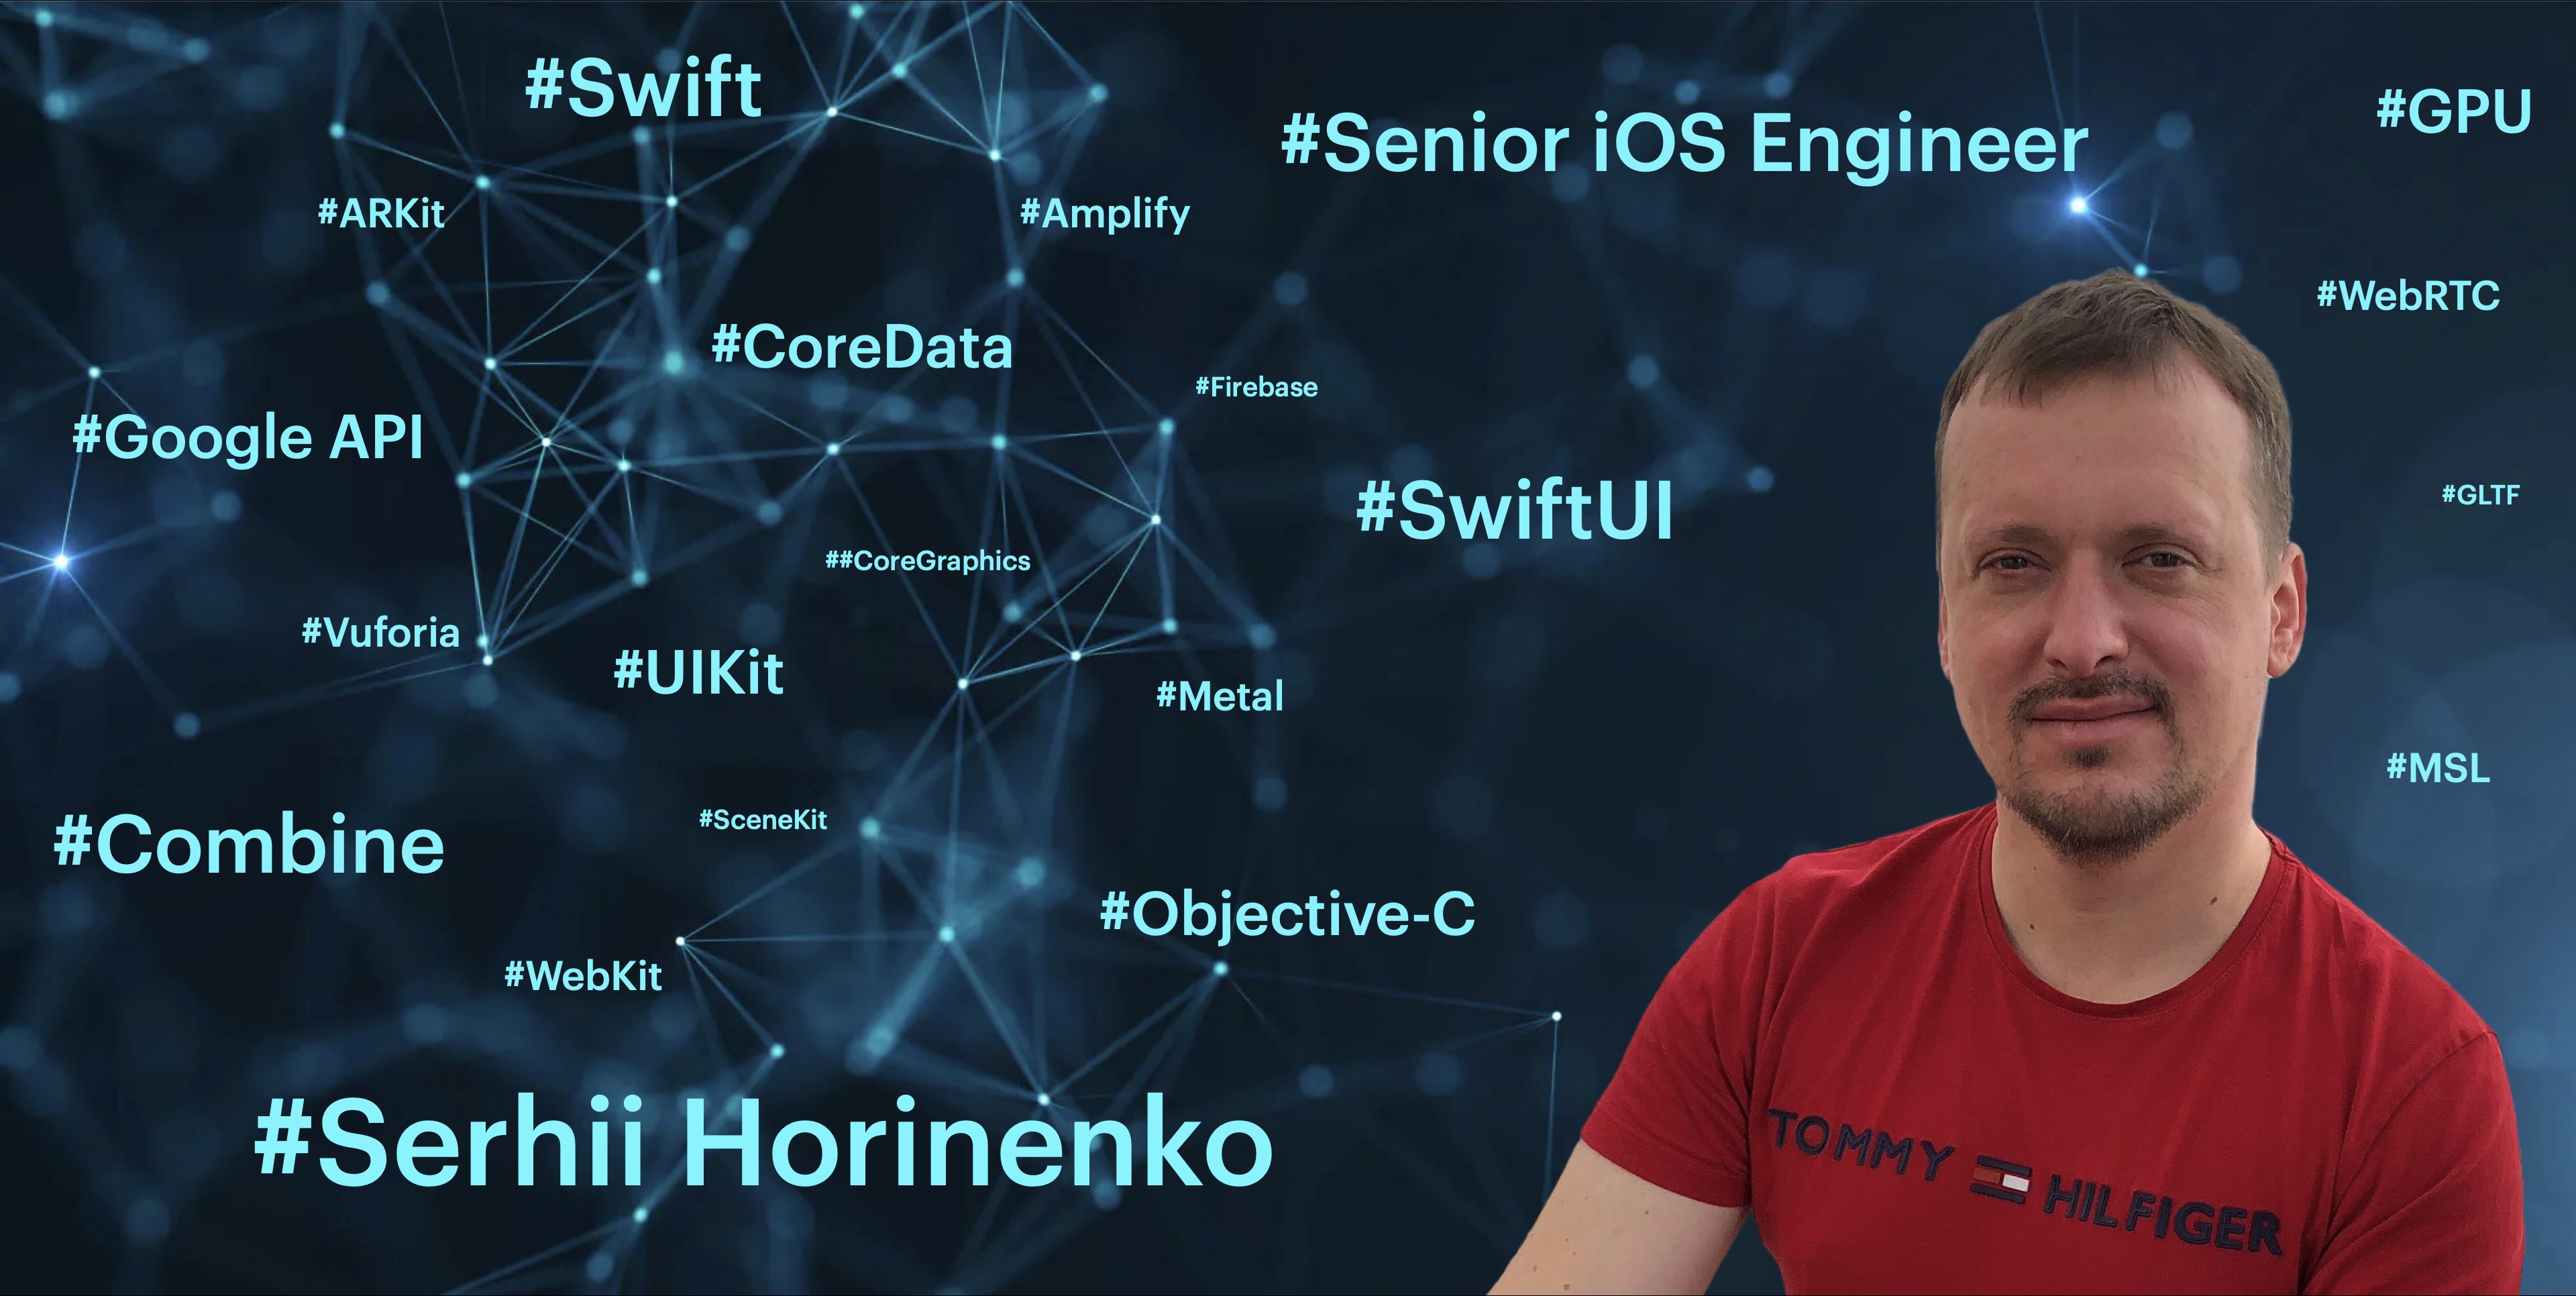 #Swift
#Senior iOS Engineer
#GPU
#ARKit
#Amplify
#WebRTC
#CoreData
#Firebase
#Google API
#SwiftUI
#GLTF
##CoreGraphics
#Vuforia
#UIKit
#Metal
#MSL
#Combine
#SceneKit
#Objective-C
#WebKit
#Serhii Horinenko
TOMMY HILFIGER